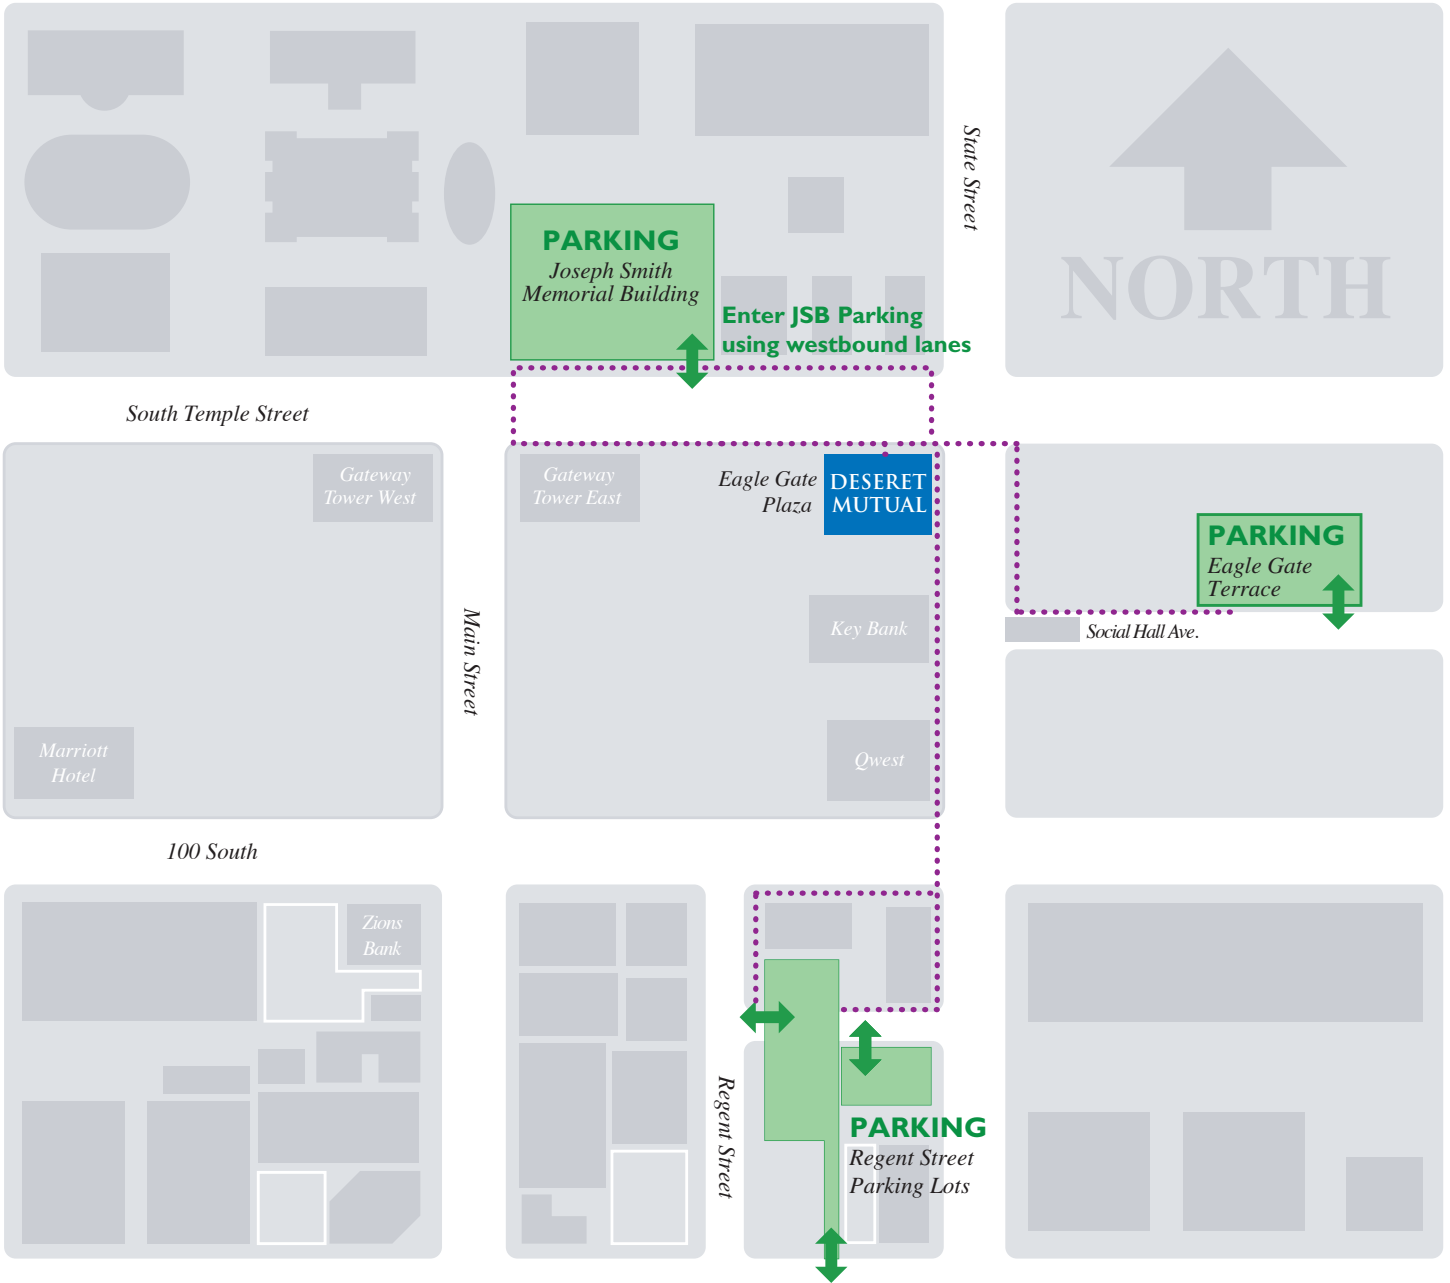 State Street
NORTH
PARKING
Joseph Smith
Memorial Building
Enter JSB Parking
using westbound lanes
South Temple Street
Gateway
Tower West
Gateway
Tower East
Eagle Gate
Plaza
DESERET
MUTUAL
PARKING
Eagle Gate
Terrace
Social Hall Ave.
Main Street
Key Bank
Qwest
Marriott
Hotel
100 South
Zions
Bank
Regent Street
PARKING
Regent Street
Parking Lots